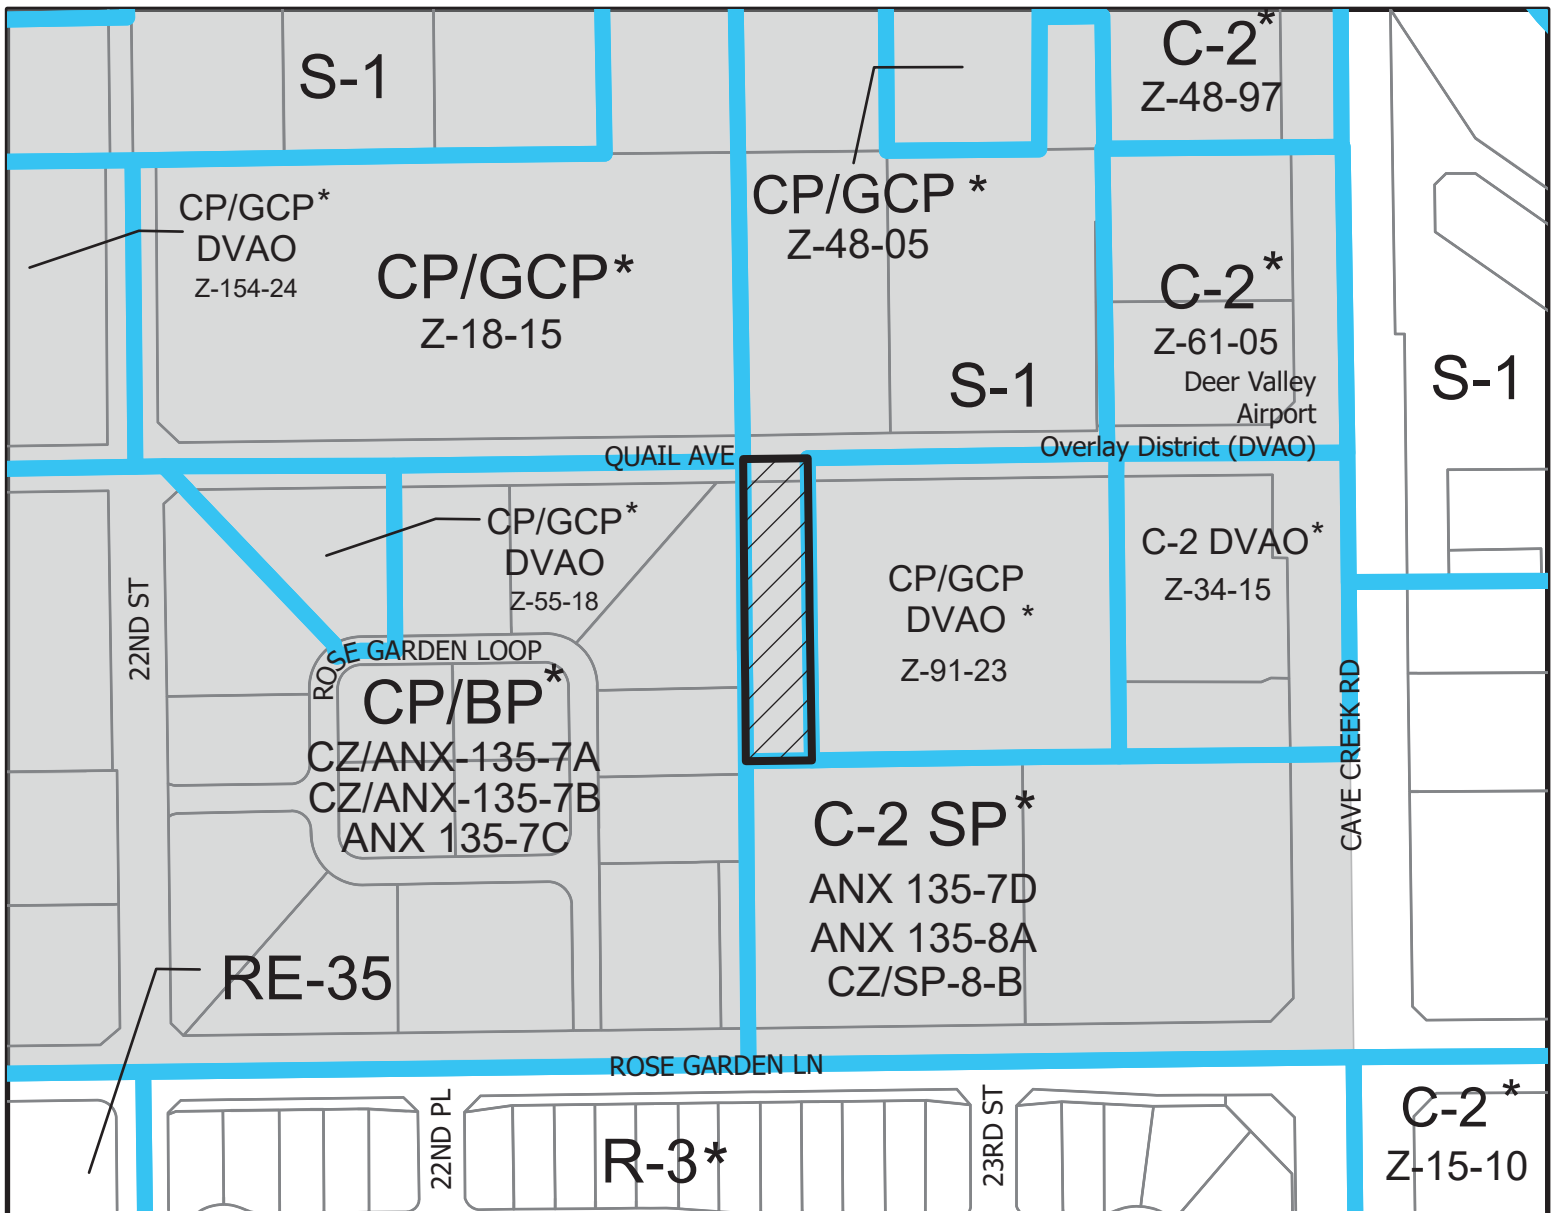 S-1
C-2*
Z-48-97
CP/GCP*
DVAO
Z-154-24
CP/GCP*
Z-18-15
CP/GCP *
Z-48-05
C-2*
Z-61-05
S-1
Deer Valley
Airport
Overlay District (DVAO)
S-1
QUAIL AVE
CP/GCP*
DVAO
Z-55-18
22ND ST
ROSE GARDEN LOOP
CP/GCP
DVAO *
Z-91-23
C-2 DVAO*
Z-34-15
CP/BP*
CZ/ANX-135-7A
CZ/ANX-135-7B
ANX 135-7C
CAVE CREEK RD
C-2 SP*
ANX 135-7D
ANX 135-8A
CZ/SP-8-B
RE-35
ROSE GARDEN LN
22ND PL
R-3*
23RD ST
C-2 *
Z-15-10